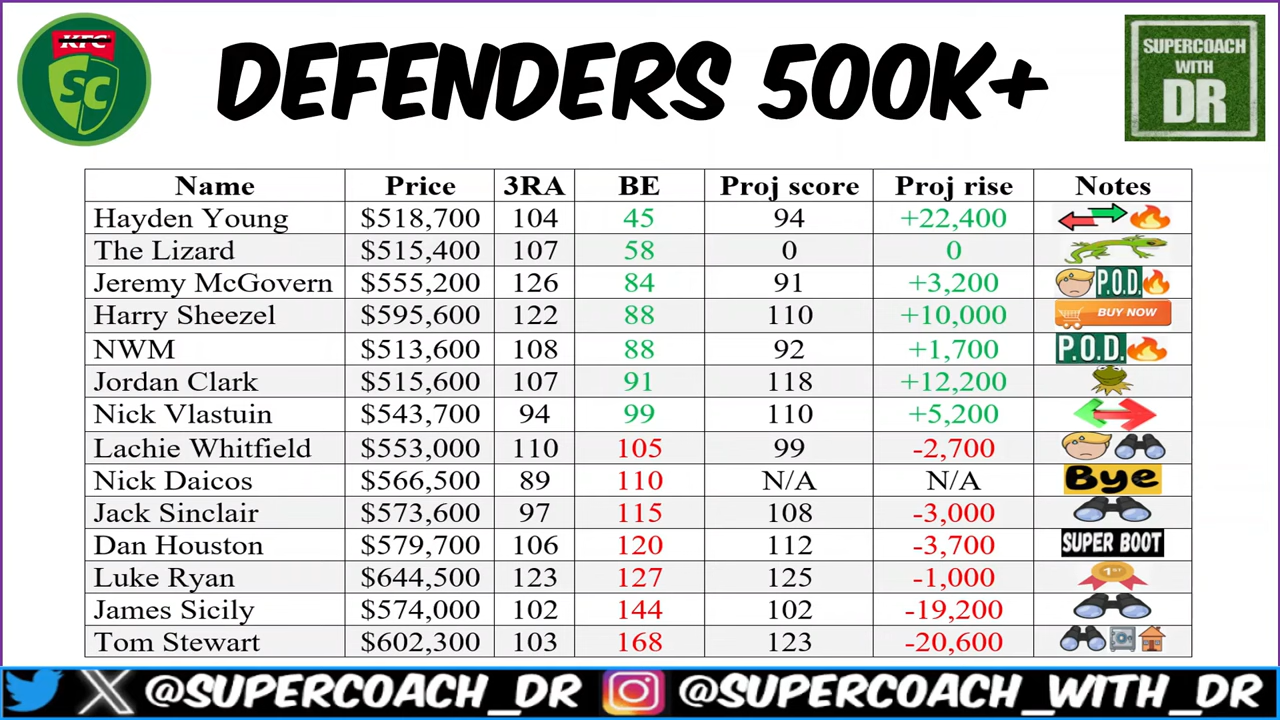 KFC
SC
DEFENDERS 500K+
SUPERCOACH
WITH
DR
Name Price 3RA BE Proj score Proj rise Notes
Hayden Young $518,700 104 45 94 +22,400
The Lizard $515,400 107 58 0 0
Jeremy McGovern $555,200 126 84 91 +3,200 P.O.D.
Harry Sheezel $595,600 122 88 110 +10,000 BUY NOW
NWM $513,600 108 88 92 +1,700 P.O.D.
Jordan Clark $515,600 107 91 118 +12,200
Nick Vlastuin $543,700 94 99 110 +5,200
Lachie Whitfield $553,000 110 105 99 -2,700
Nick Daicos $566,500 89 110 N/A N/A Bye
Jack Sinclair $573,600 97 115 108 -3,000
Dan Houston $579,700 106 120 112 -3,700 SUPER BOOT
Luke Ryan $644,500 123 127 125 -1,000 1ST
James Sicily $574,000 102 144 102 -19,200
Tom Stewart $602,300 103 168 123 -20,600
@SUPERCOACH_DR @SUPERCOACH_WITH_DR